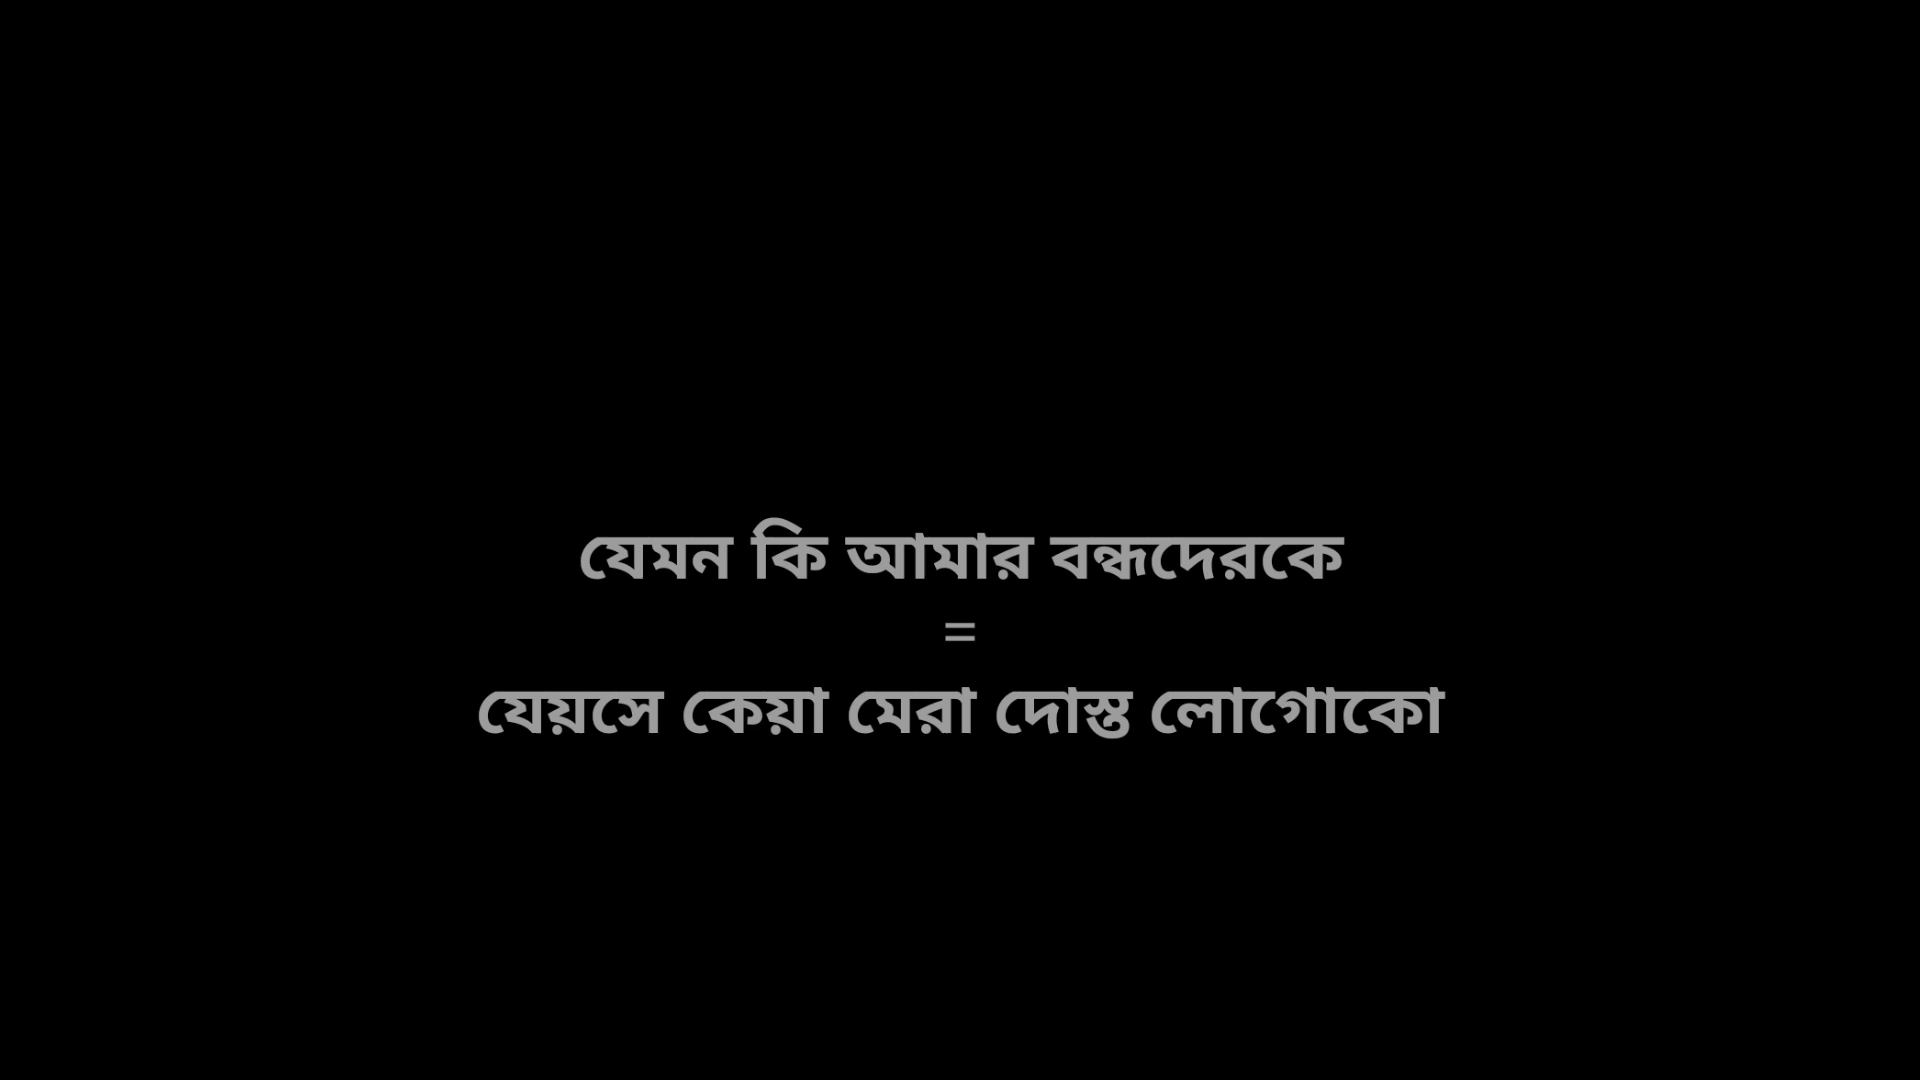 যেমন কি আমার বন্ধদেরকে
=
যেয়সে কেয়া মেরা দোস্ত লোগোকো